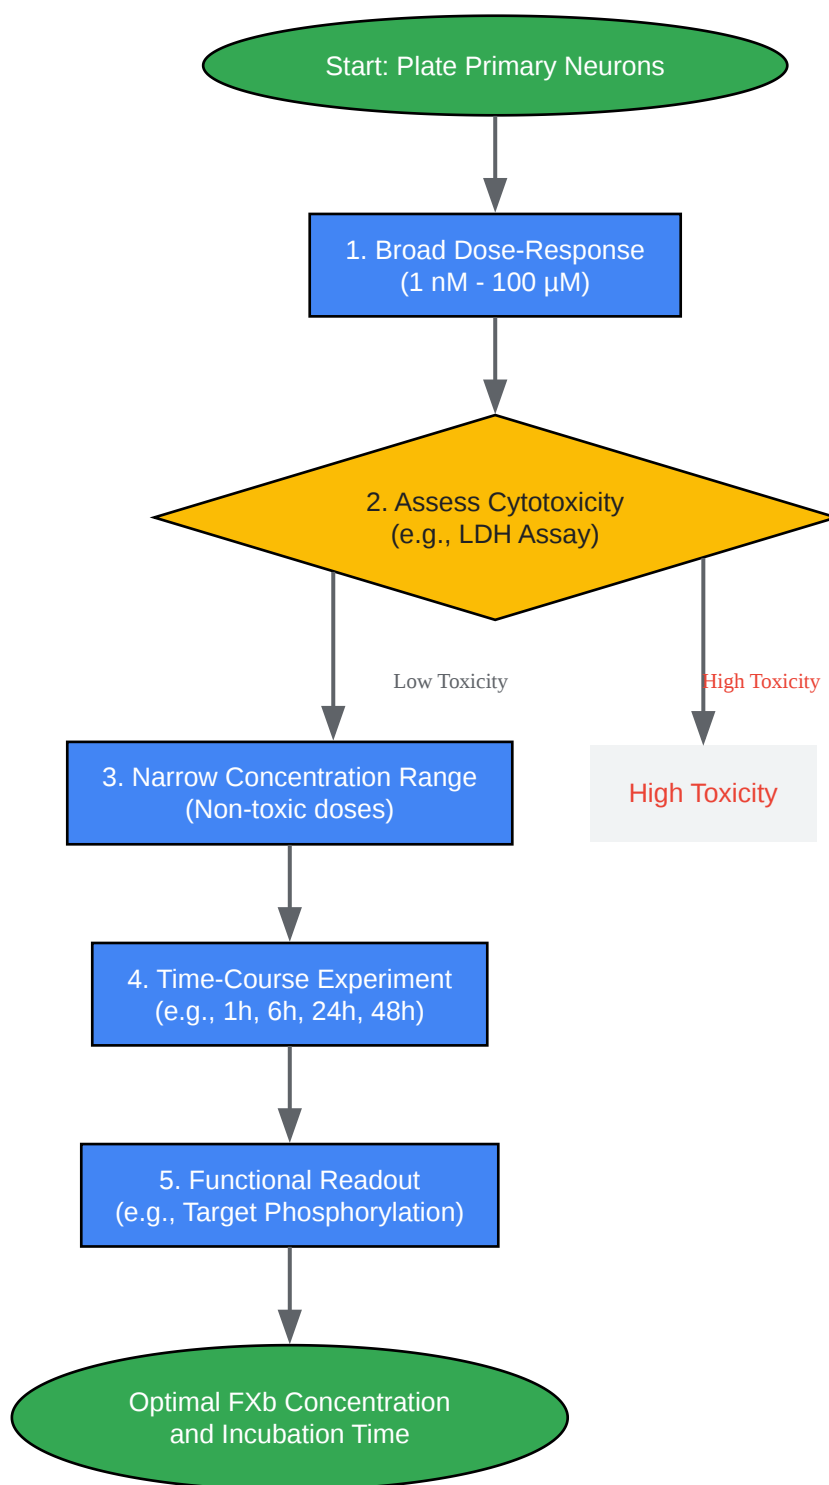 Start: Plate Primary Neurons
1. Broad Dose-Response
(1 nM - 100 µM)
2. Assess Cytotoxicity
(e.g., LDH Assay)
Low Toxicity
High Toxicity
3. Narrow Concentration Range
(Non-toxic doses)
High Toxicity
4. Time-Course Experiment
(e.g., 1h, 6h, 24h, 48h)
5. Functional Readout
(e.g., Target Phosphorylation)
Optimal FXb Concentration
and Incubation Time